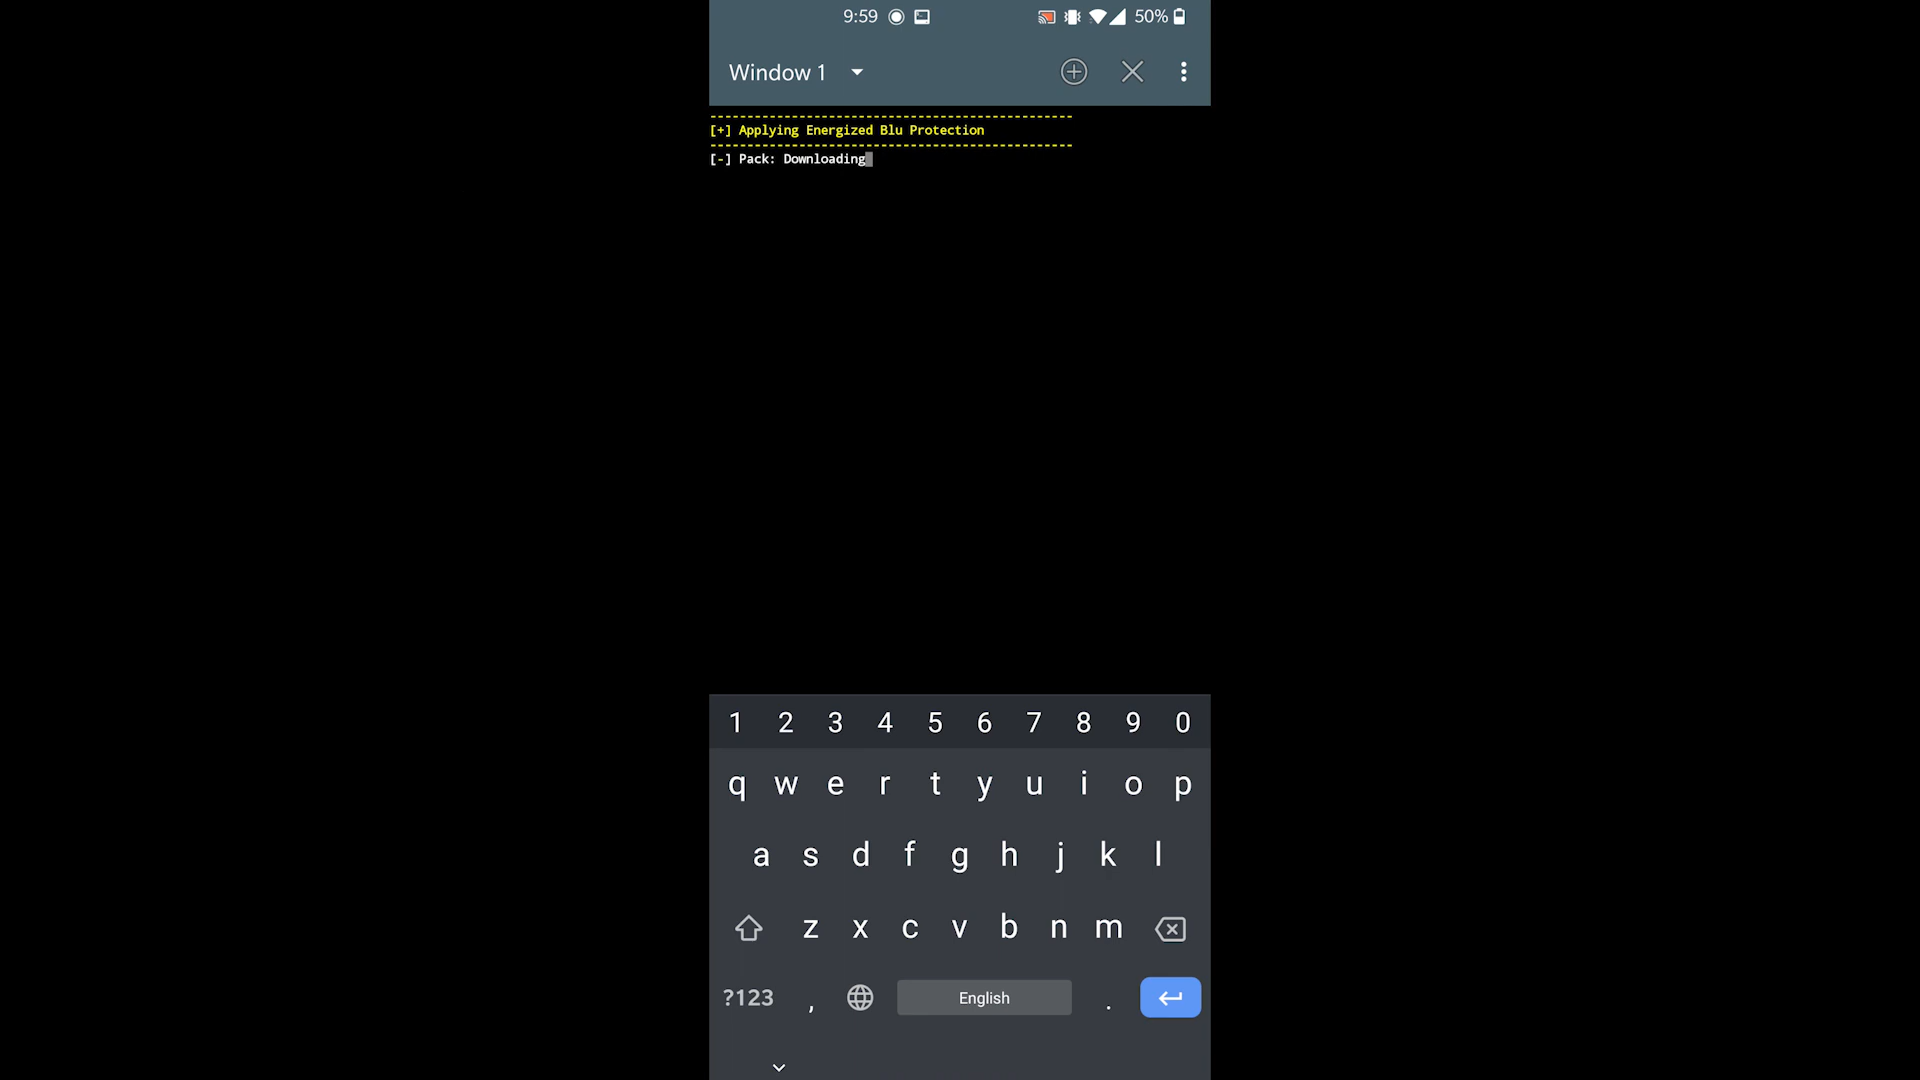 9:59 50%
Window 1
-------------------------------------------------
[+] Applying Energized Blu Protection
-------------------------------------------------
[-] Pack: Downloading
1 2 3 4 5 6 7 8 9 0
q w e r t y u i o p
a s d f g h j k l
z x c v b n m
?123 , English .